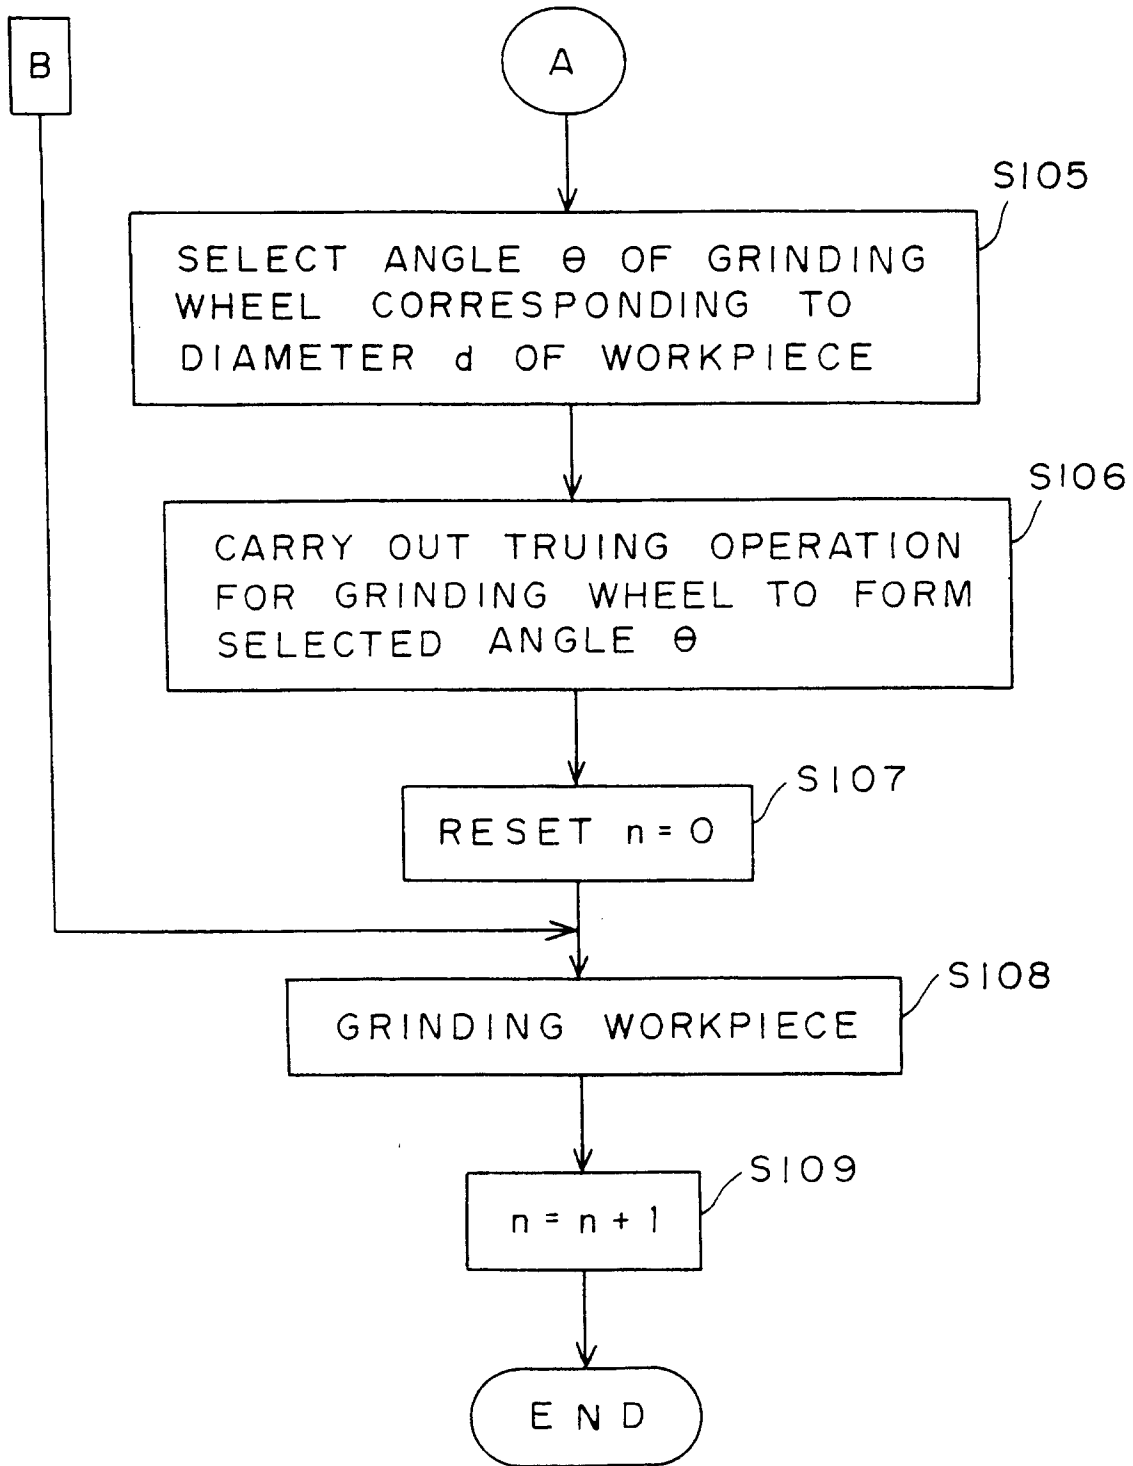 B
A
S105
SELECT ANGLE θ OF GRINDING
WHEEL CORRESPONDING TO
DIAMETER d OF WORKPIECE
S106
CARRY OUT TRUING OPERATION
FOR GRINDING WHEEL TO FORM
SELECTED ANGLE θ
S107
RESET n = 0
S108
GRINDING WORKPIECE
S109
n = n + 1
END